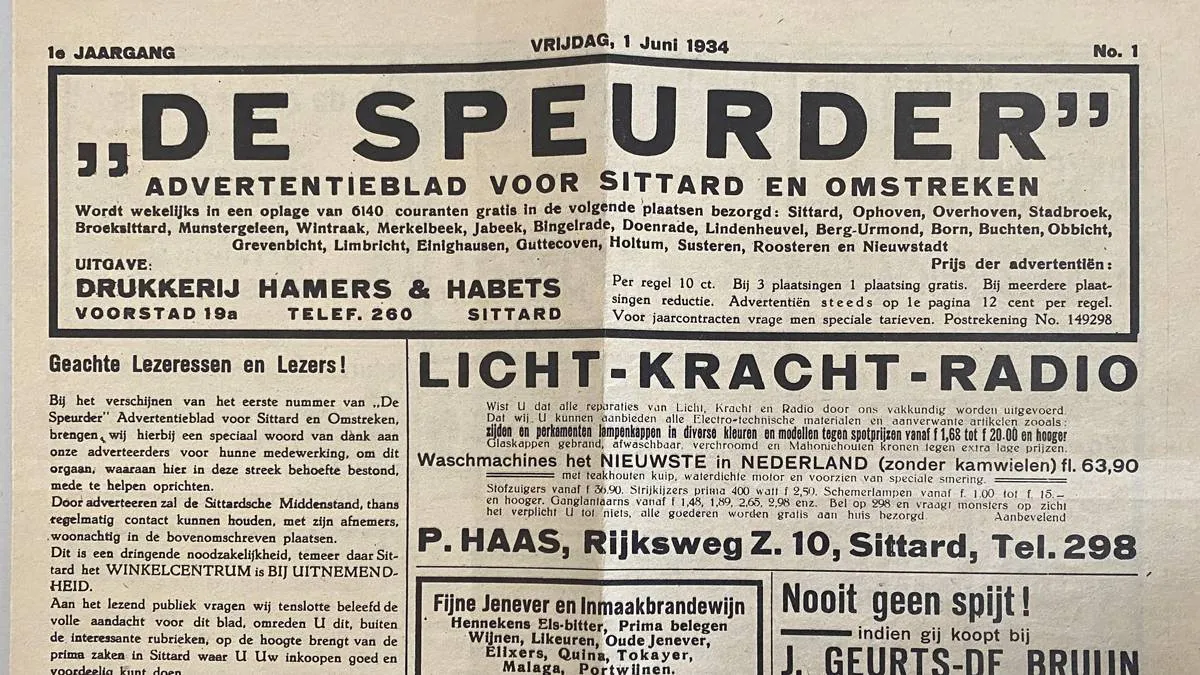 1e JAARGANG
VRIJDAG, 1 Juni 1934
No. 1
„DE SPEURDER”
ADVERTENTIEBLAD VOOR SITTARD EN OMSTREKEN
Wordt wekelijks in een oplage van 6140 couranten gratis in de volgende plaatsen bezorgd: Sittard, Ophoven, Overhoven, Stadbroek,
Broeksittard, Munstergeleen, Wintraak, Merkelbeek, Jabeek, Bingelrade, Doenrade, Lindenheuvel, Berg-Urmond, Born, Buchten, Obbicht,
Grevenbicht, Limbricht, Einighausen, Guttecoven, Holtum, Susteren, Roosteren en Nieuwstadt
UITGAVE:
DRUKKERIJ HAMERS & HABETS
VOORSTAD 19a TELEF. 260 SITTARD
Prijs der advertentiën:
Per regel 10 ct. Bij 3 plaatsingen 1 plaatsing gratis. Bij meerdere plaat-
singen reductie. Advertentiën steeds op 1e pagina 12 cent per regel.
Voor jaarcontracten vrage men speciale tarieven. Postrekening No. 149298
Geachte Lezeressen en Lezers!
Bij het verschijnen van het eerste nummer van „De
Speurder” Advertentieblad voor Sittard en Omstreken,
brengen wij hierbij een speciaal woord van dank aan
onze adverteerders voor hunne medewerking, om dit
orgaan, waaraan hier in deze streek behoefte bestond,
mede te helpen oprichten.
Door adverteeren zal de Sittardsche Middenstand, thans
regelmatig contact kunnen houden, met zijn afnemers,
woonachtig in de bovenomschreven plaatsen.
Dit is een dringende noodzakelijkheid, temeer daar Sit-
tard het WINKELCENTRUM is BIJ UITNEMEND-
HEID.
Aan het lezend publiek vragen wij tenslotte beleefd de
volle aandacht voor dit blad, omreden U dit, buiten
de interessante rubrieken, op de hoogte brengt van de
prima zaken in Sittard waar U Uw inkoopen goed en
voordeelig kunt doen.
LICHT-KRACHT-RADIO
Wist U dat alle reparaties van Licht, Kracht en Radio door ons vakkundig worden uitgevoerd.
Dat wij U kunnen aanbieden alle Electro-technische materialen en aanverwante artikelen zooals:
zijden en perkamenten lampenkappen in diverse kleuren en modellen tegen spotprijzen vanaf f 1,68 tot f 20.00 en hooger
Glaskappen gebrand, afwaschbaar, verchroomd en Mahoniehouten kronen tegen extra lage prijzen.
Waschmachines het NIEUWSTE in NEDERLAND (zonder kamwielen) fl. 63,90
met teakhouten kuip, waterdichte motor en voorzien van speciale smering.
Stofzuigers vanaf f 36.90. Strijkijzers prima 400 watt f 2,50. Schemerlampen vanaf f. 1.00 tot f. 15.—
en hooger. Ganglantaarns vanaf f 1,48, 1,89, 2,65, 2,98 enz. Bel op 298 en vraagt monsters op zicht
het verplicht U tot niets, alle goederen worden gratis aan huis bezorgd. Aanbevelend
P. HAAS, Rijksweg Z. 10, Sittard, Tel. 298
Fijne Jenever en Inmaakbrandewijn
Hennekens Els-bitter, Prima belegen
Wijnen, Likeuren, Oude Jenever,
Elixers, Quina, Tokayer,
Malaga, Portwijnen.
Nooit geen spijt!
indien gij koopt bij
J. GEURTS-DE BRUIJN